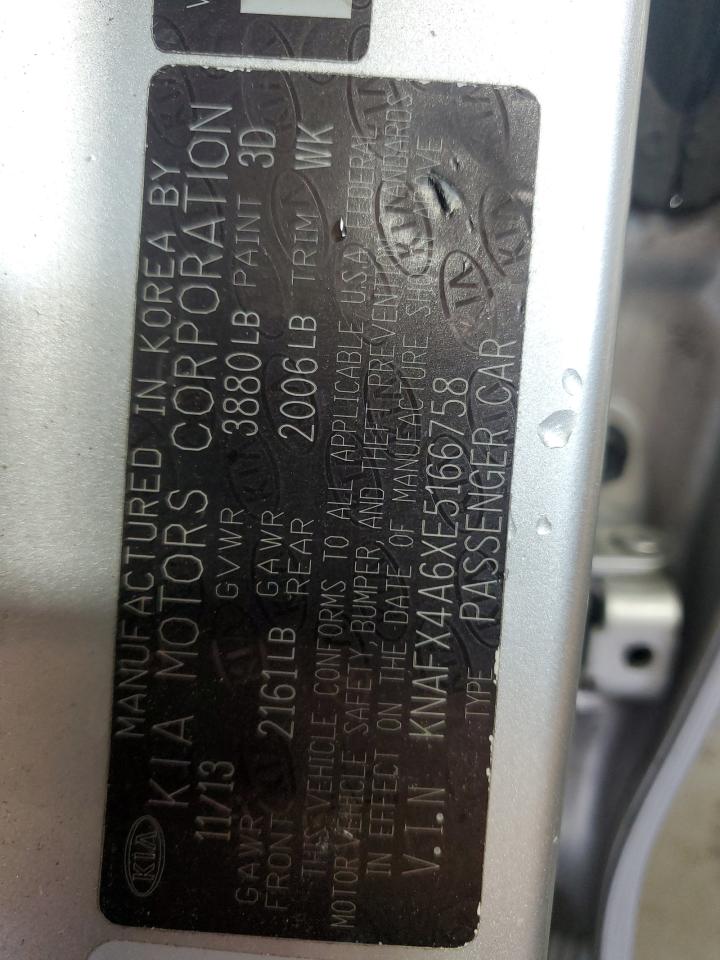 MANUFACTURED IN KOREA BY
KIA MOTORS CORPORATION
11/13 GVWR 3880LB PAINT 3D
GAWR FRONT 2161LB GAWR REAR 2006LB TRIM WK
THIS VEHICLE CONFORMS TO ALL APPLICABLE U.S.A FEDERAL
MOTOR VEHICLE SAFETY, BUMPER, AND THEFT PREVENTION STANDARDS
IN EFFECT ON THE DATE OF MANUFACTURE SHOWN ABOVE
V.I.N KNAFX4A6XE5166758
TYPE PASSENGER CAR
KIA